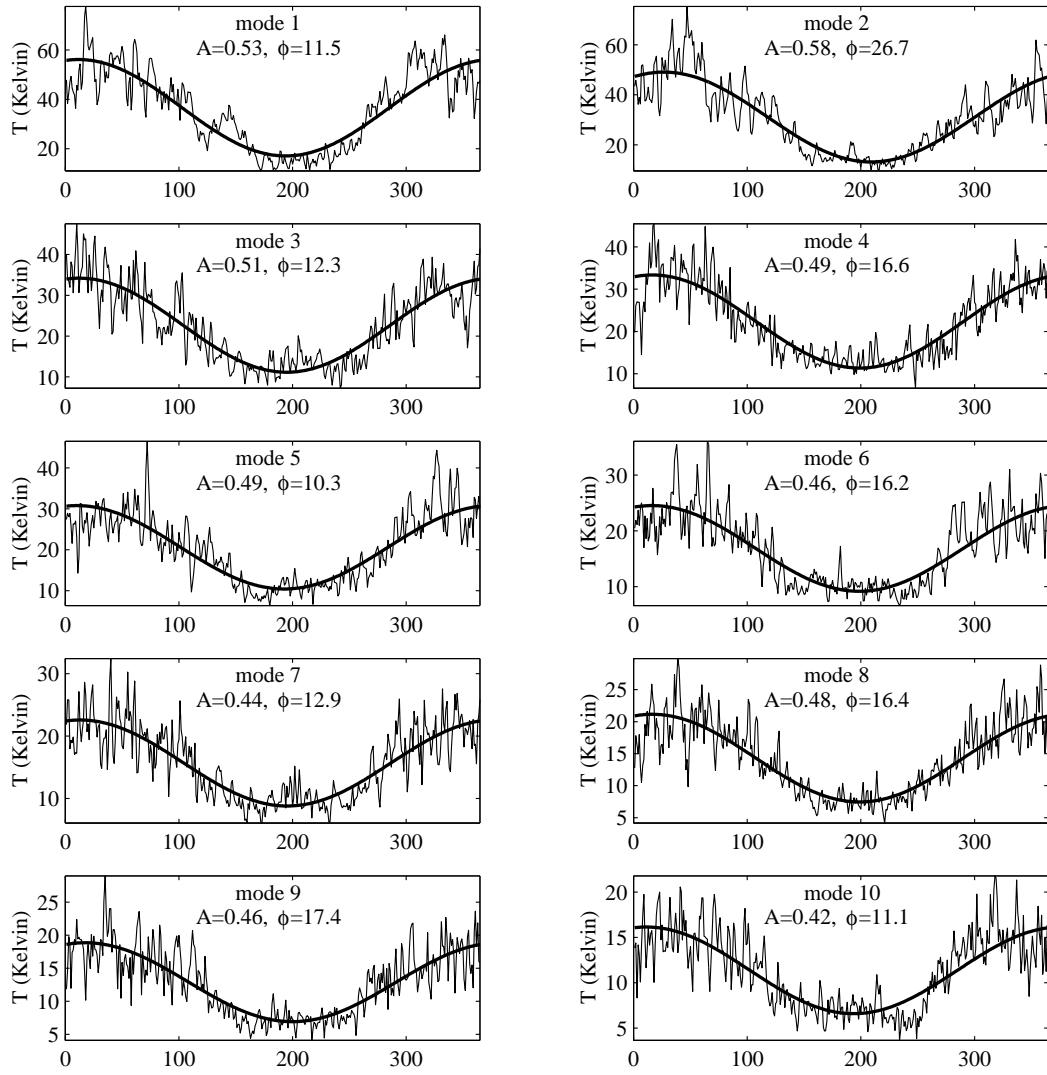 mode 1
A=0.53, ϕ=11.5
T (Kelvin)
60
40
20
0 100 200 300
mode 2
A=0.58, ϕ=26.7
T (Kelvin)
60
40
20
0 100 200 300
mode 3
A=0.51, ϕ=12.3
T (Kelvin)
40
30
20
10
0 100 200 300
mode 4
A=0.49, ϕ=16.6
T (Kelvin)
40
30
20
10
0 100 200 300
mode 5
A=0.49, ϕ=10.3
T (Kelvin)
40
30
20
10
0 100 200 300
mode 6
A=0.46, ϕ=16.2
T (Kelvin)
30
20
10
0 100 200 300
mode 7
A=0.44, ϕ=12.9
T (Kelvin)
30
20
10
0 100 200 300
mode 8
A=0.48, ϕ=16.4
T (Kelvin)
25
20
15
10
5
0 100 200 300
mode 9
A=0.46, ϕ=17.4
T (Kelvin)
25
20
15
10
5
0 100 200 300
mode 10
A=0.42, ϕ=11.1
T (Kelvin)
20
15
10
5
0 100 200 300